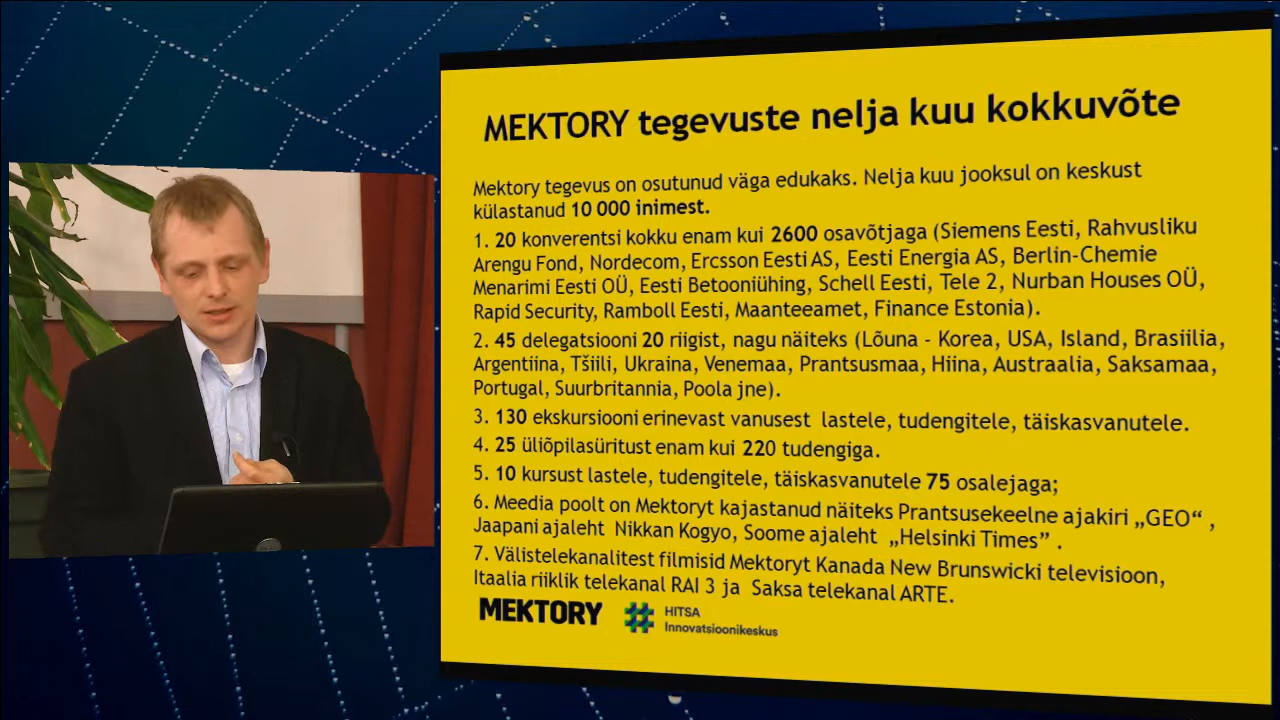 MEKTORY tegevuste nelja kuu kokkuvõte
Mektory tegevus on osutunud väga edukaks. Nelja kuu jooksul on keskust
külastanud 10 000 inimest.
1. 20 konverentsi kokku enam kui 2600 osavõtjaga (Siemens Eesti, Rahvusliku
Arengu Fond, Nordecom, Ercsson Eesti AS, Eesti Energia AS, Berlin-Chemie
Menarimi Eesti OÜ, Eesti Betooniühing, Schell Eesti, Tele 2, Nurban Houses OÜ,
Rapid Security, Ramboll Eesti, Maanteeamet, Finance Estonia).
2. 45 delegatsiooni 20 riigist, nagu näiteks (Lõuna - Korea, USA, Island, Brasiilia,
Argentiina, Tšiili, Ukraina, Venemaa, Prantsusmaa, Hiina, Austraalia, Saksamaa,
Portugal, Suurbritannia, Poola jne).
3. 130 ekskursiooni erinevast vanusest lastele, tudengitele, täiskasvanutele.
4. 25 üliõpilasüritust enam kui 220 tudengiga.
5. 10 kursust lastele, tudengitele, täiskasvanutele 75 osalejaga;
6. Meedia poolt on Mektoryt kajastanud näiteks Prantsusekeelne ajakiri „GEO“ ,
Jaapani ajaleht Nikkan Kogyo, Soome ajaleht „Helsinki Times” .
7. Välistelekanalitest filmisid Mektoryt Kanada New Brunswicki televisioon,
Itaalia riiklik telekanal RAI 3 ja Saksa telekanal ARTE.
MEKTORY
HITSA
Innovatsioonikeskus